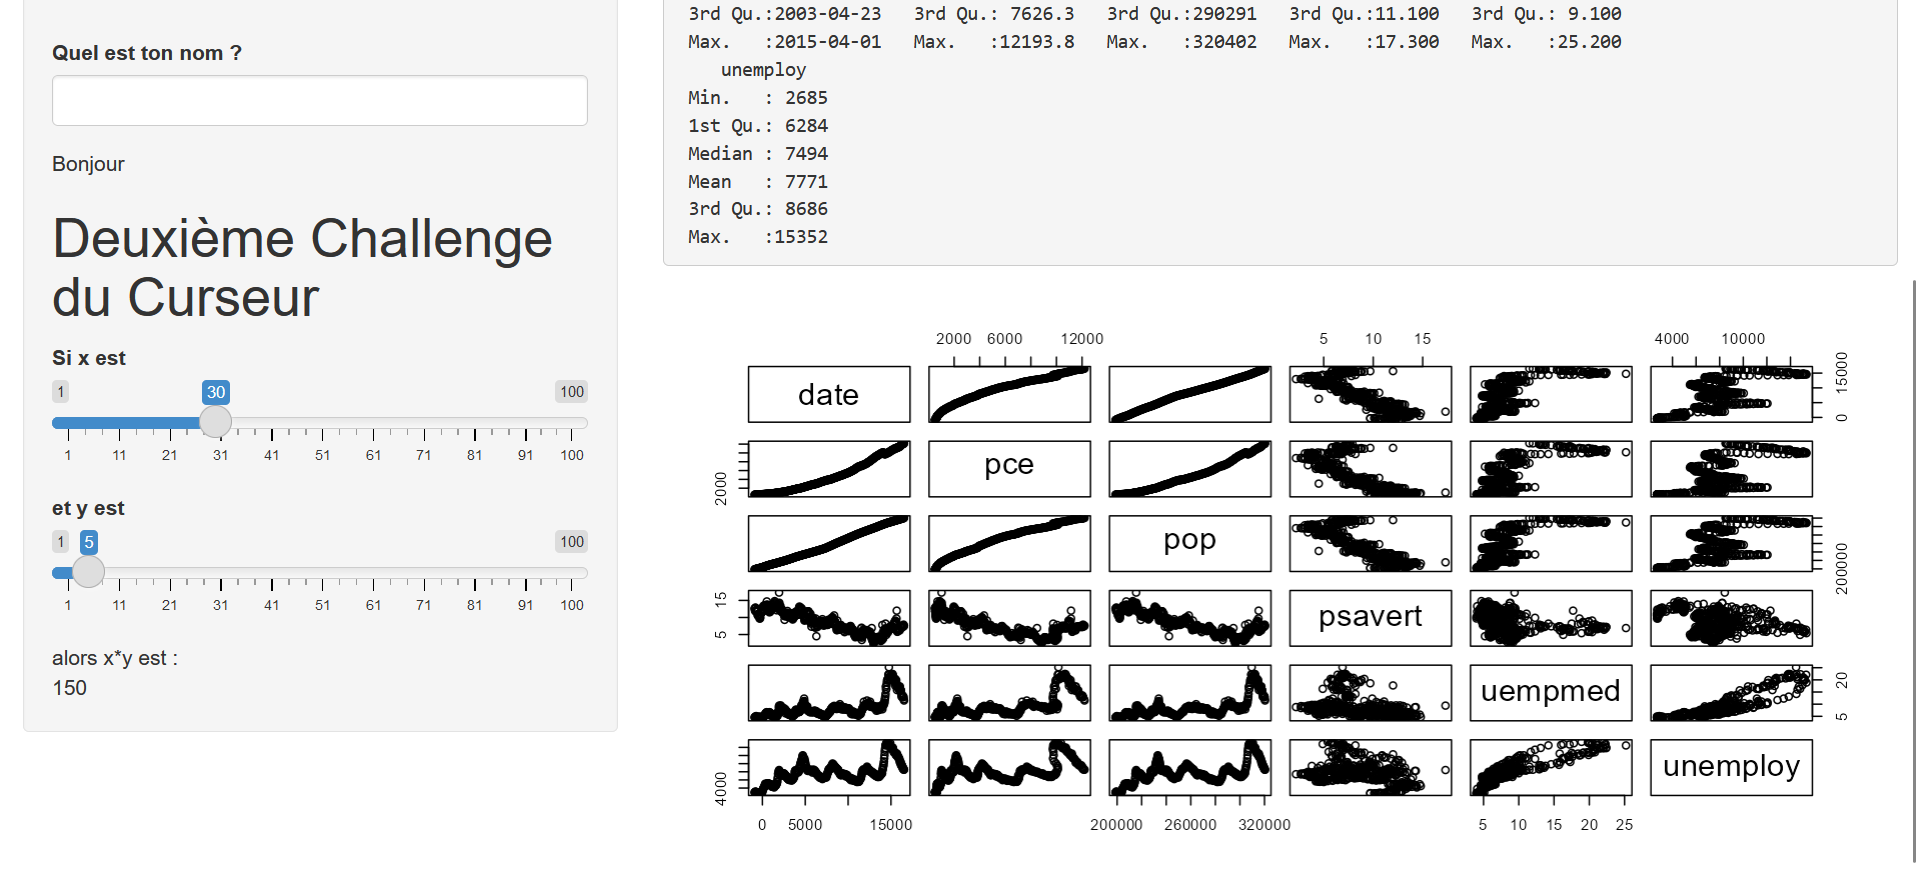 Quel est ton nom ?
Bonjour
Deuxième Challenge
du Curseur
Si x est
1 30 100
1 11 21 31 41 51 61 71 81 91 100
et y est
1 5 100
1 11 21 31 41 51 61 71 81 91 100
alors x*y est :
150
3rd Qu.:2003-04-23 3rd Qu.: 7626.3 3rd Qu.:290291 3rd Qu.:11.100 3rd Qu.: 9.100
Max. :2015-04-01 Max. :12193.8 Max. :320402 Max. :17.300 Max. :25.200
unemploy
Min. : 2685
1st Qu.: 6284
Median : 7494
Mean : 7771
3rd Qu.: 8686
Max. :15352
2000 6000 12000 5 10 15 4000 10000
date
0 15000
pce
2000
pop
200000
psavert
5 15
uempmed
5 20
unemploy
4000
0 5000 15000 200000 260000 320000 5 10 15 20 25